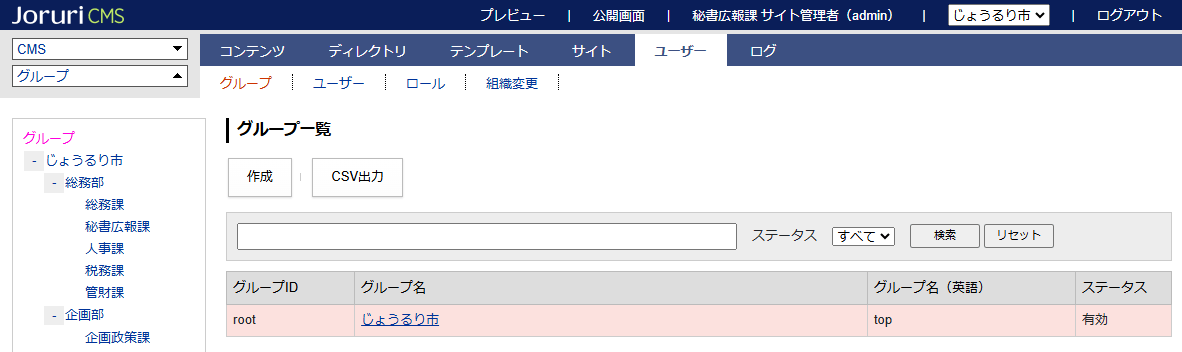 Joruri CMS プレビュー | 公開画面 | 秘書広報課 サイト管理者（admin） | じょうるり市 | ログアウト
CMS
グループ
コンテンツ ディレクトリ テンプレート サイト ユーザー ログ
グループ ユーザー ロール 組織変更
グループ
- じょうるり市
- 総務部
総務課
秘書広報課
人事課
税務課
管財課
- 企画部
企画政策課
グループ一覧
作成 CSV出力
ステータス すべて 検索 リセット
グループID グループ名 グループ名（英語） ステータス
root じょうるり市 top 有効